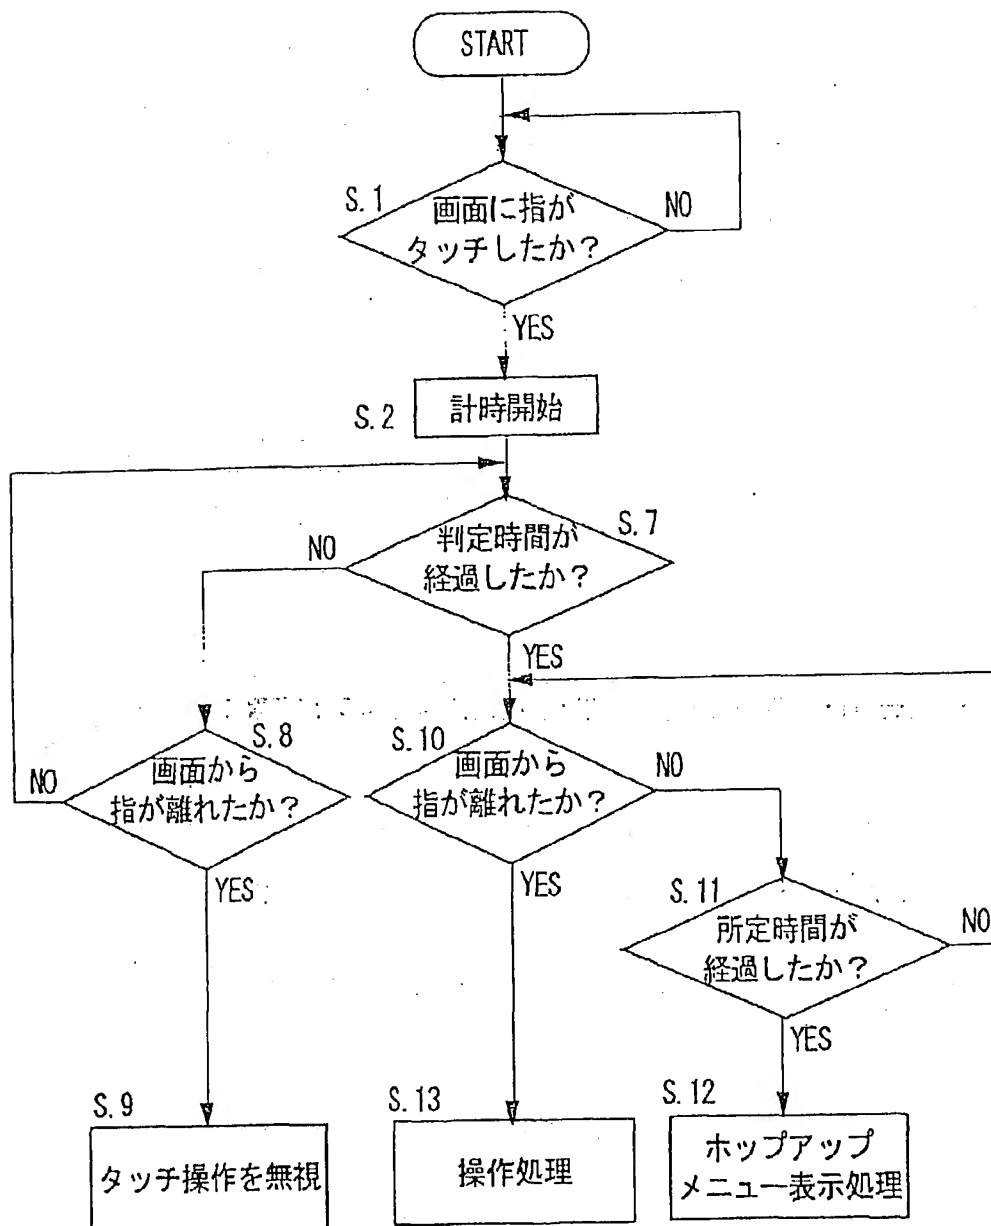 START
S.1
画面に指が
タッチしたか?
NO
YES
S.2
計時開始
S.7
判定時間が
経過したか?
NO
YES
S.8
画面から
指が離れたか?
NO
YES
S.10
画面から
指が離れたか?
NO
YES
S.11
所定時間が
経過したか?
NO
YES
S.9
タッチ操作を無視
S.13
操作処理
S.12
ホップアップ
メニュー表示処理